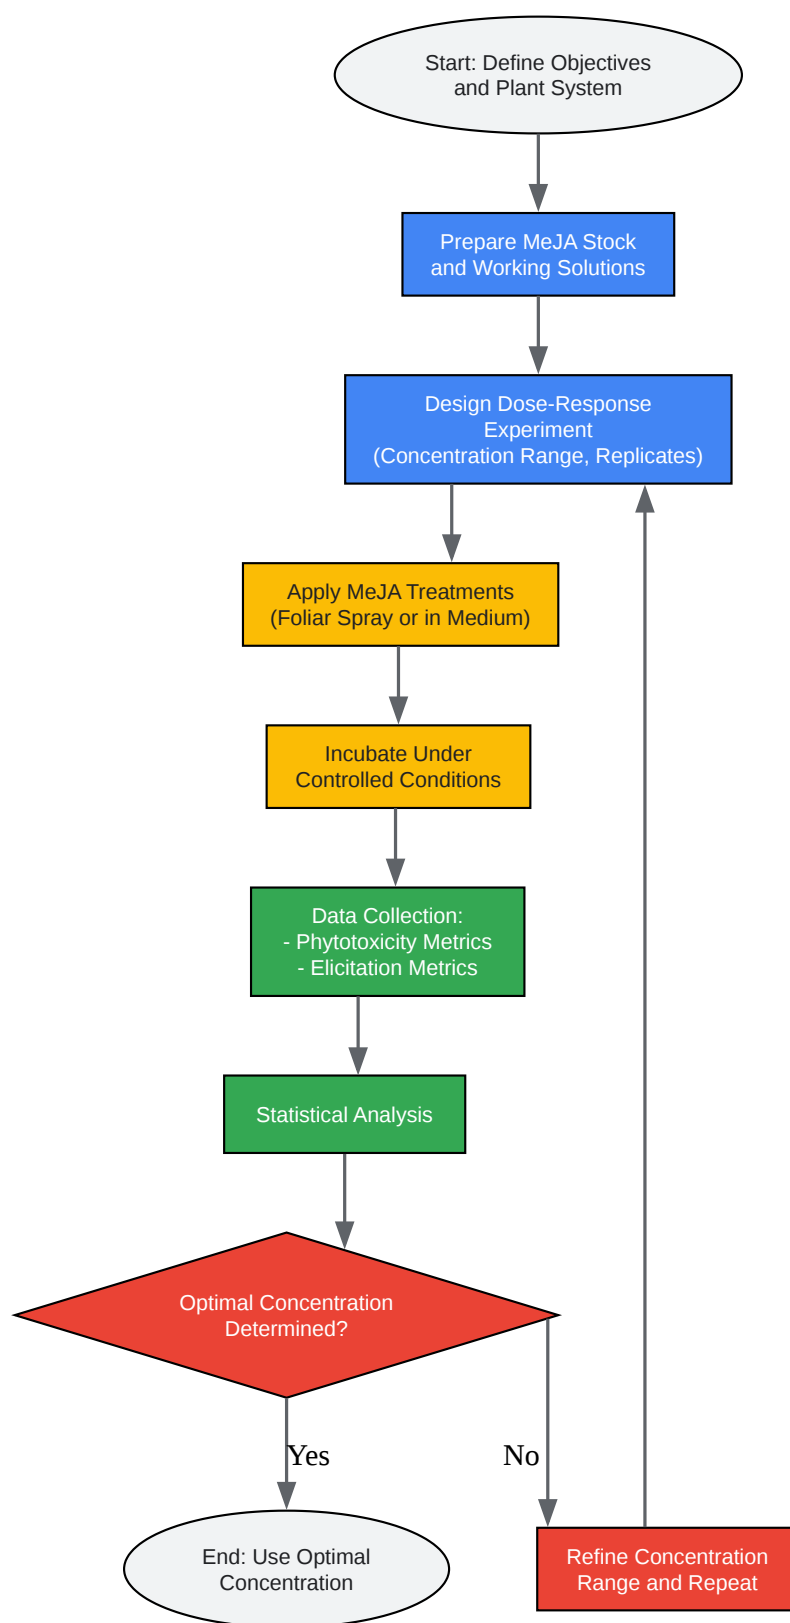 Start: Define Objectives
and Plant System
Prepare MeJA Stock
and Working Solutions
Design Dose-Response
Experiment
(Concentration Range, Replicates)
Apply MeJA Treatments
(Foliar Spray or in Medium)
Incubate Under
Controlled Conditions
Data Collection:
- Phytotoxicity Metrics
- Elicitation Metrics
Statistical Analysis
Optimal Concentration
Determined?
Yes
No
End: Use Optimal
Concentration
Refine Concentration
Range and Repeat